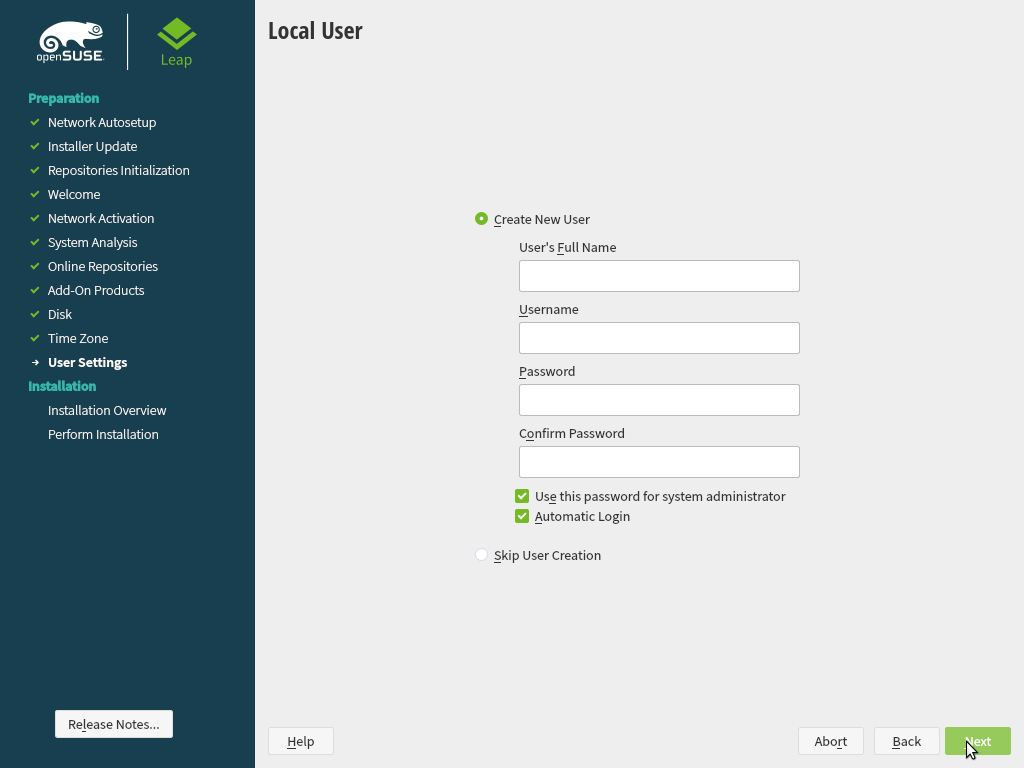 openSUSE
Leap
Preparation
Network Autosetup
Installer Update
Repositories Initialization
Welcome
Network Activation
System Analysis
Online Repositories
Add-On Products
Disk
Time Zone
User Settings
Installation
Installation Overview
Perform Installation
Release Notes...
Local User
Create New User
User's Full Name
Username
Password
Confirm Password
Use this password for system administrator
Automatic Login
Skip User Creation
Help
Abort
Back
Next